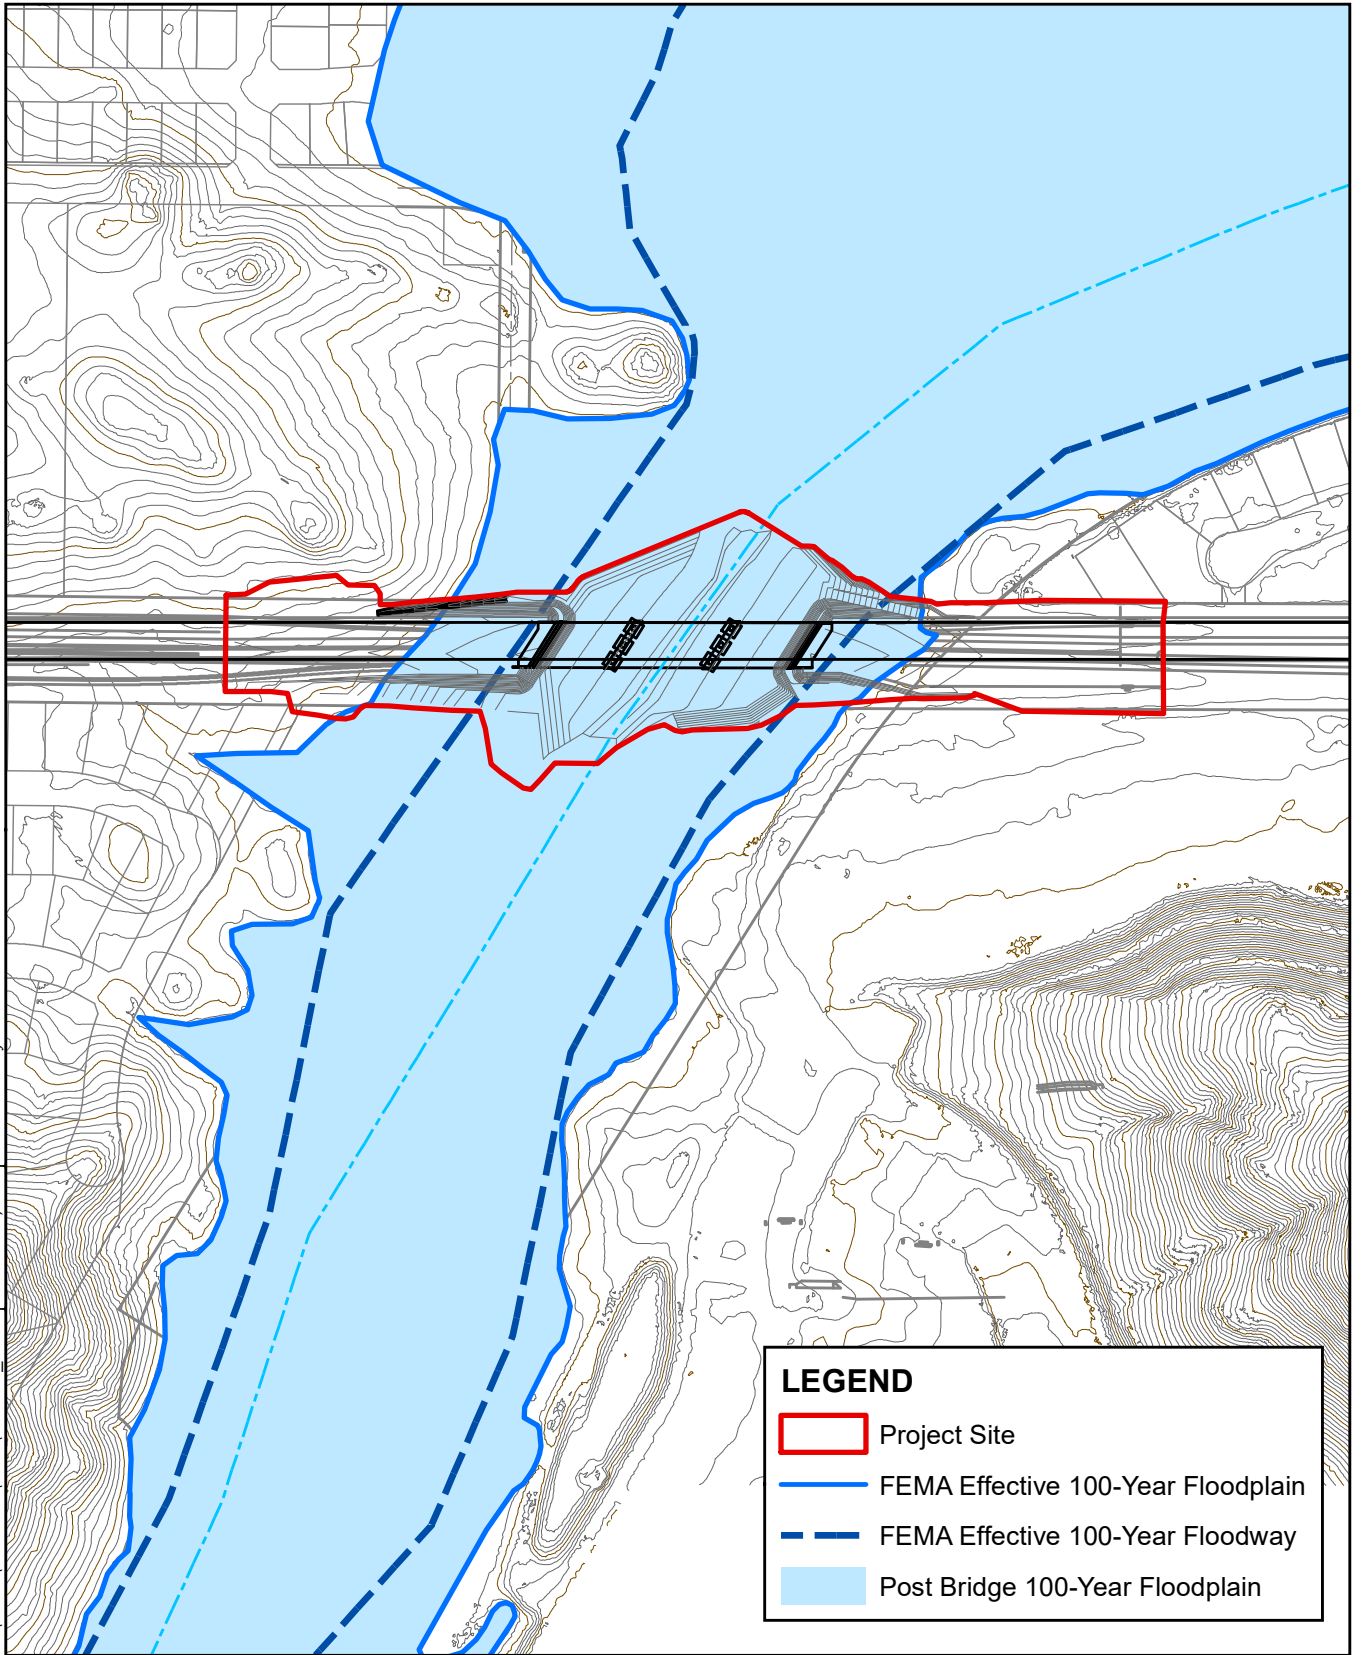 LEGEND
Project Site
FEMA Effective 100-Year Floodplain
FEMA Effective 100-Year Floodway
Post Bridge 100-Year Floodplain